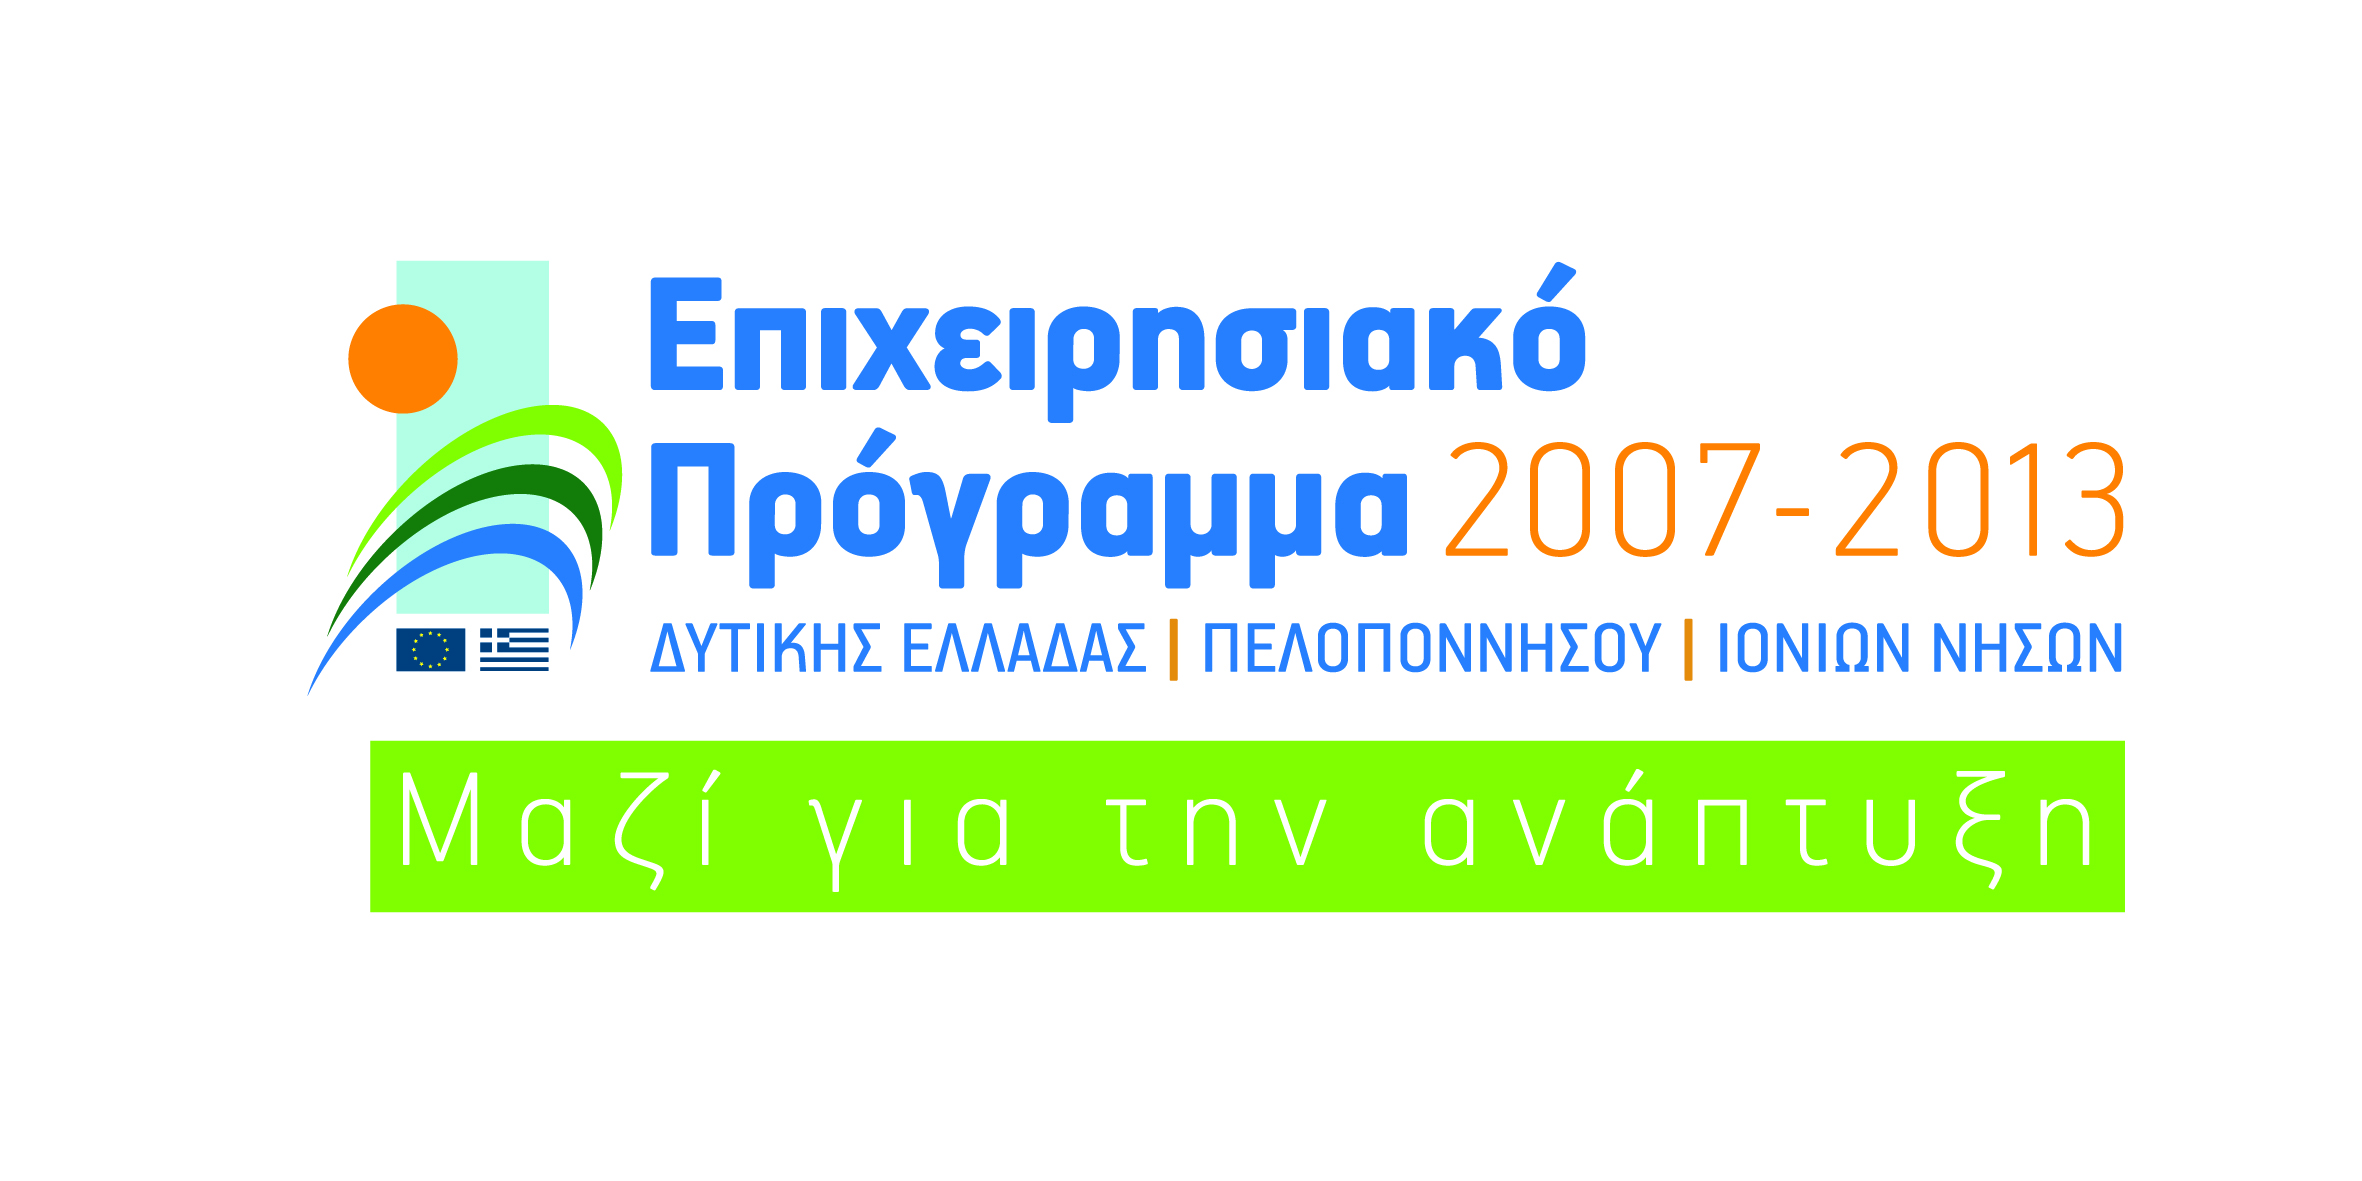 Επιχειρησιακό
Πρόγραμμα 2007-2013
ΔΥΤΙΚΗΣ ΕΛΛΑΔΑΣ | ΠΕΛΟΠΟΝΝΗΣΟΥ | ΙΟΝΙΩΝ ΝΗΣΩΝ
Μαζί για την ανάπτυξη